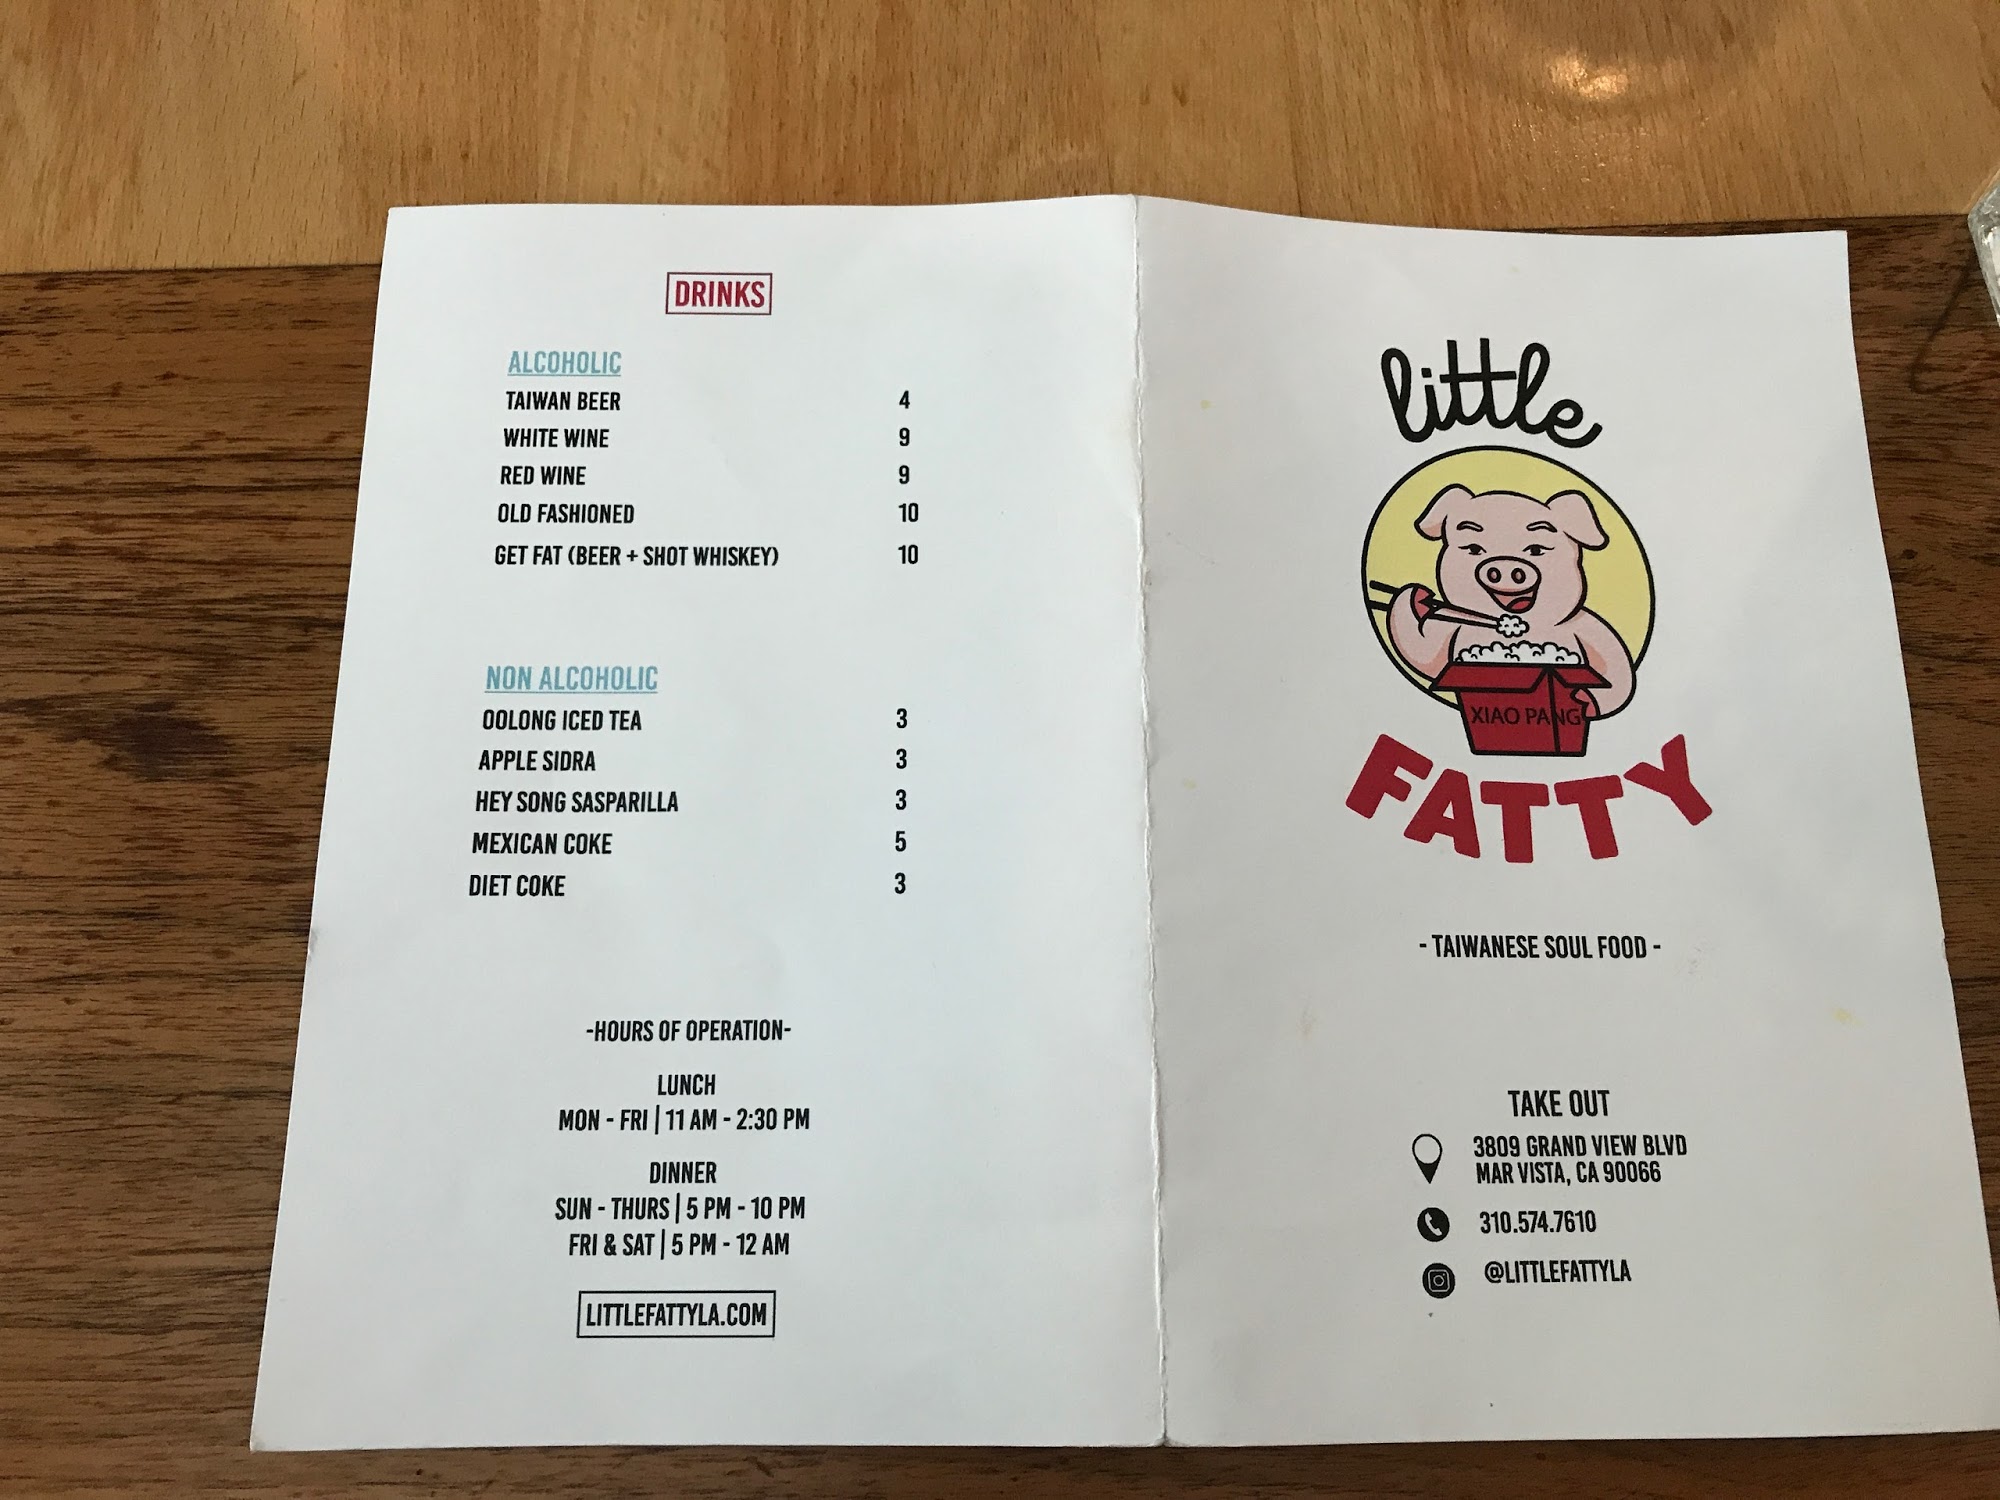 DRINKS
ALCOHOLIC
TAIWAN BEER 4
WHITE WINE 9
RED WINE 9
OLD FASHIONED 10
GET FAT (BEER + SHOT WHISKEY) 10
NON ALCOHOLIC
OOLONG ICED TEA 3
APPLE SIDRA 3
HEY SONG SASPARILLA 3
MEXICAN COKE 5
DIET COKE 3
-HOURS OF OPERATION-
LUNCH
MON - FRI | 11 AM - 2:30 PM
DINNER
SUN - THURS | 5 PM - 10 PM
FRI & SAT | 5 PM - 12 AM
LITTLEFATTYLA.COM
little
XIAO PANG
FATTY
- TAIWANESE SOUL FOOD -
TAKE OUT
3809 GRAND VIEW BLVD
MAR VISTA, CA 90066
310.574.7610
@LITTLEFATTYLA